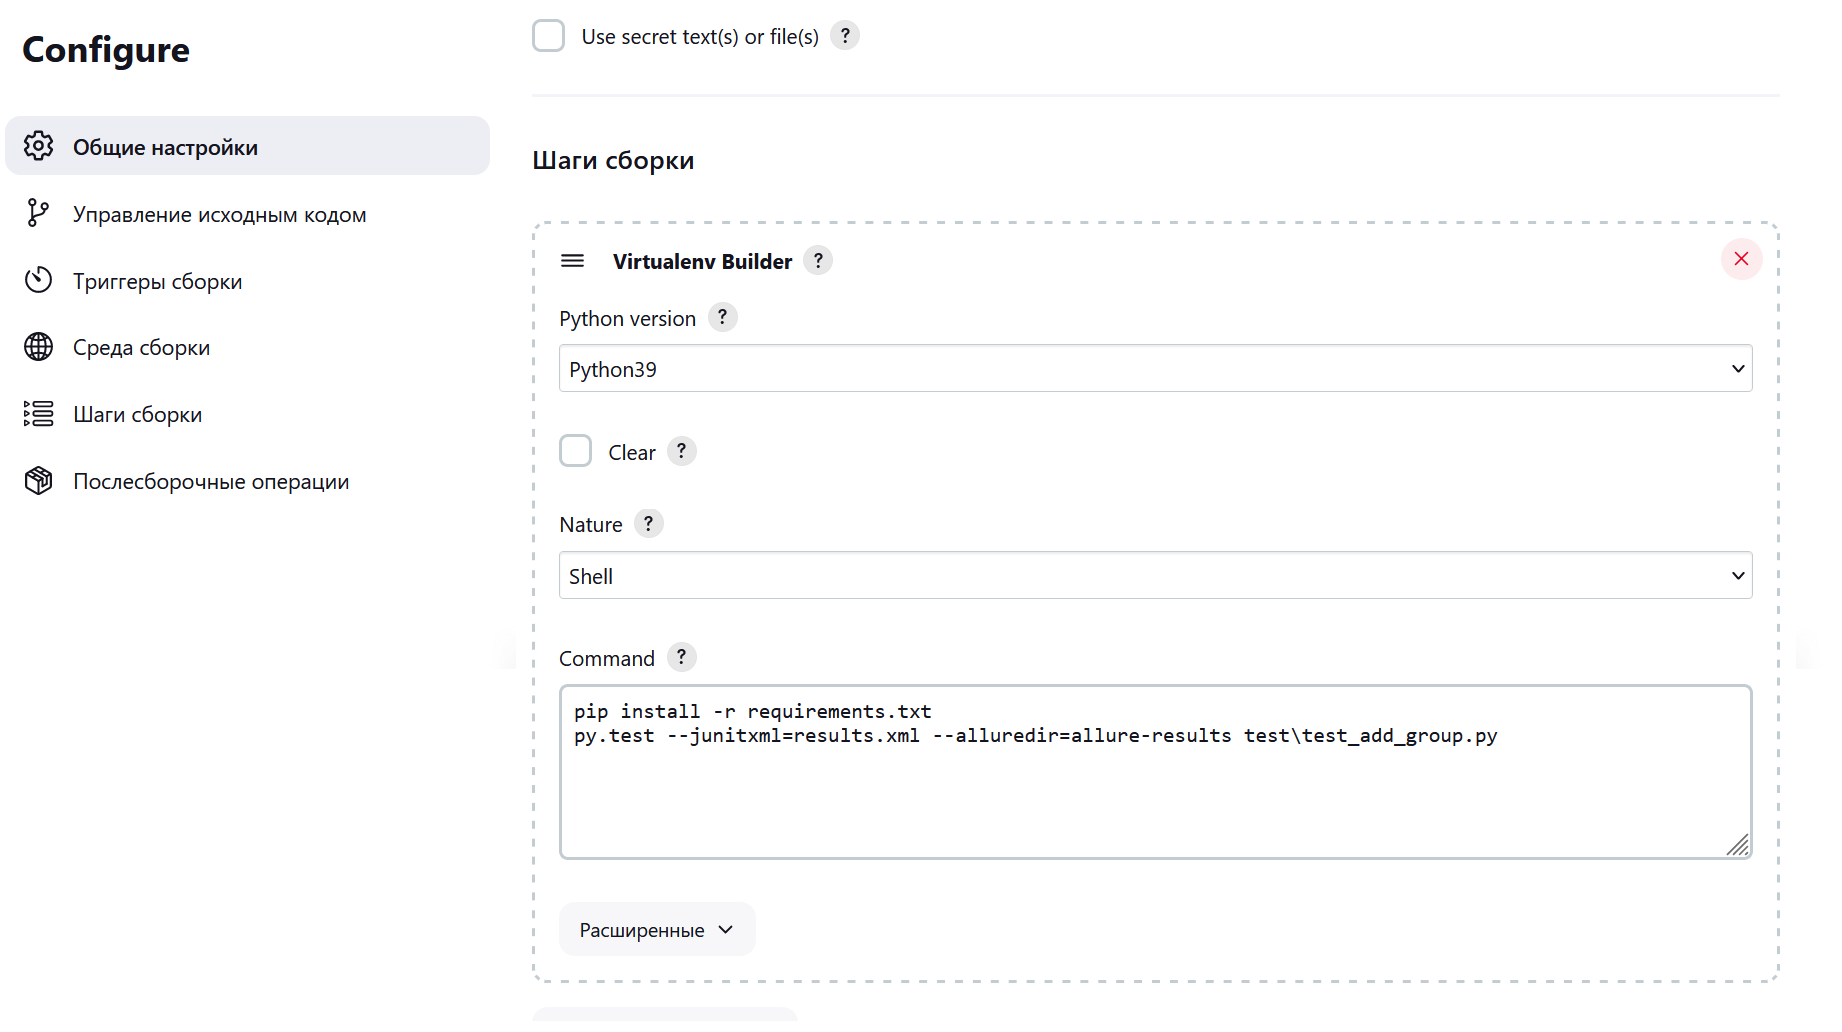 Configure
Общие настройки
Управление исходным кодом
Триггеры сборки
Среда сборки
Шаги сборки
Послесборочные операции
Use secret text(s) or file(s) ?
Шаги сборки
Virtualenv Builder ?
Python version ?
Python39
Clear ?
Nature ?
Shell
Command ?
pip install -r requirements.txt
py.test --junitxml=results.xml --alluredir=allure-results test\test_add_group.py
Расширенные